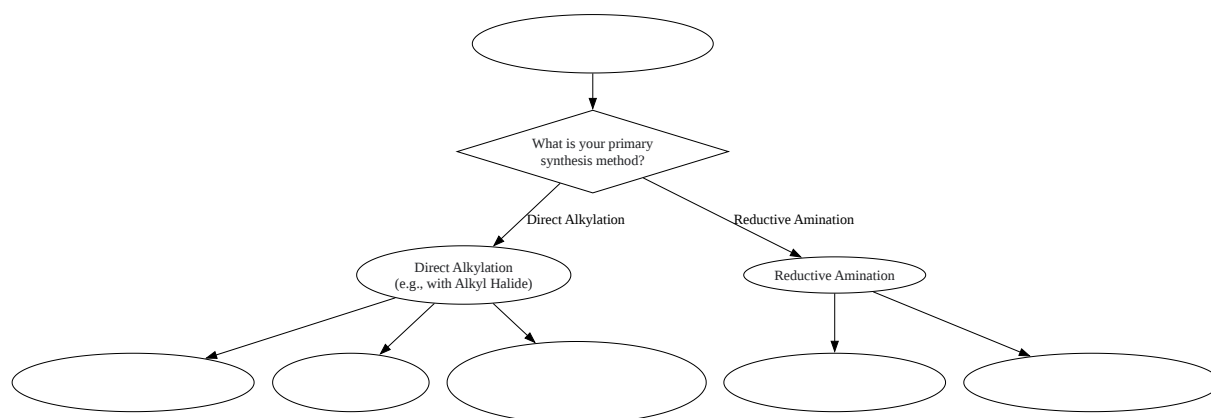 What is your primary
synthesis method?
Direct Alkylation
Reductive Amination
Direct Alkylation
(e.g., with Alkyl Halide)
Reductive Amination